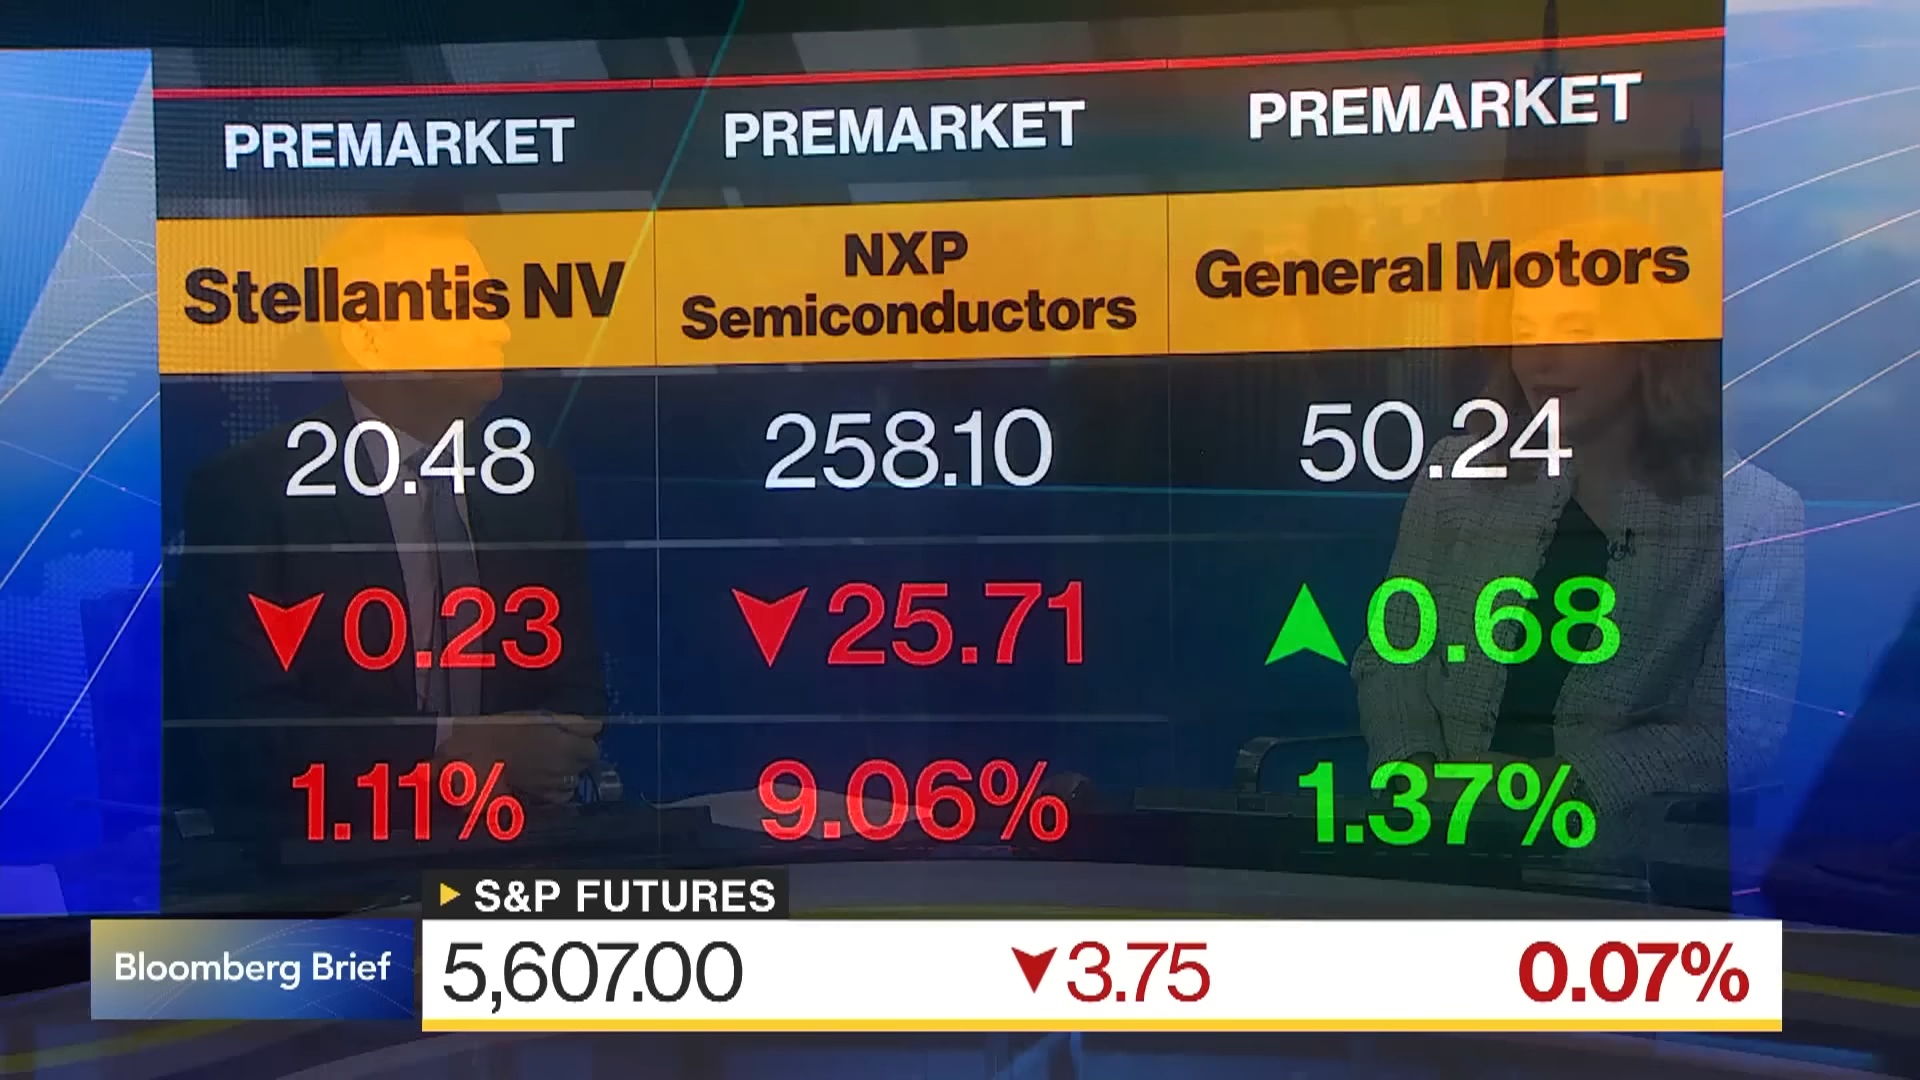 PREMARKET PREMARKET PREMARKET
Stellantis NV
NXP
Semiconductors
General Motors
20.48 258.10 50.24
▼0.23 ▼25.71 ▲0.68
1.11% 9.06% 1.37%
▶ S&P FUTURES
Bloomberg Brief
5,607.00 ▼3.75 0.07%